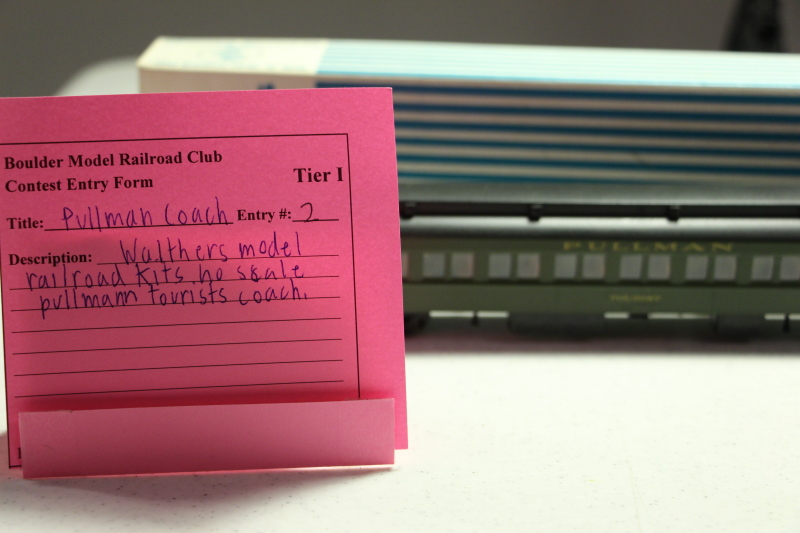 Boulder Model Railroad Club
Contest Entry Form
Tier I
Title: Pullman Coach Entry #: 2
Description: Walthers model
railroad kits, ho scale
pullmann tourists coach.
PULLMAN